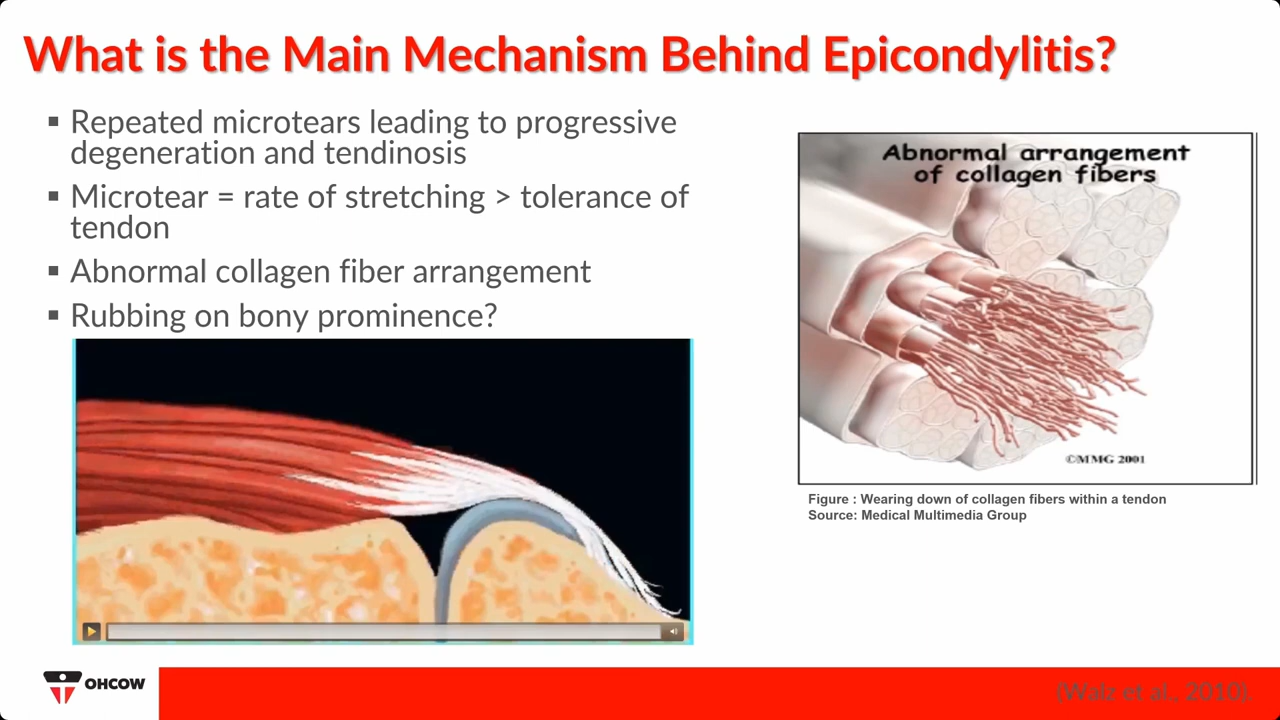 What is the Main Mechanism Behind Epicondylitis?
▪ Repeated microtears leading to progressive
degeneration and tendinosis
▪ Microtear = rate of stretching > tolerance of
tendon
▪ Abnormal collagen fiber arrangement
▪ Rubbing on bony prominence?
Abnormal arrangement
of collagen fibers
©MMG 2001
Figure : Wearing down of collagen fibers within a tendon
Source: Medical Multimedia Group
OHCOW
(Walz et al., 2010).